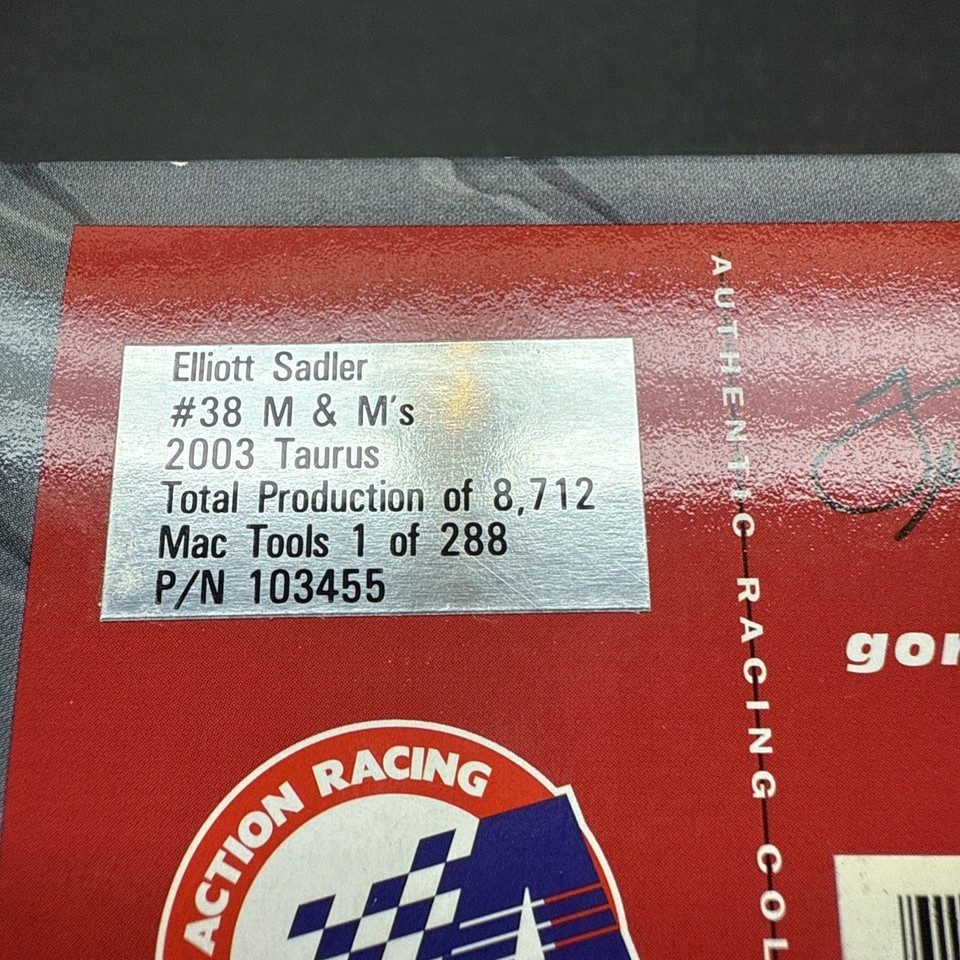 Elliott Sadler
#38 M & M's
2003 Taurus
Total Production of 8,712
Mac Tools 1 of 288
P/N 103455
AUTHENTIC RACING COL
gor
ACTION RACING